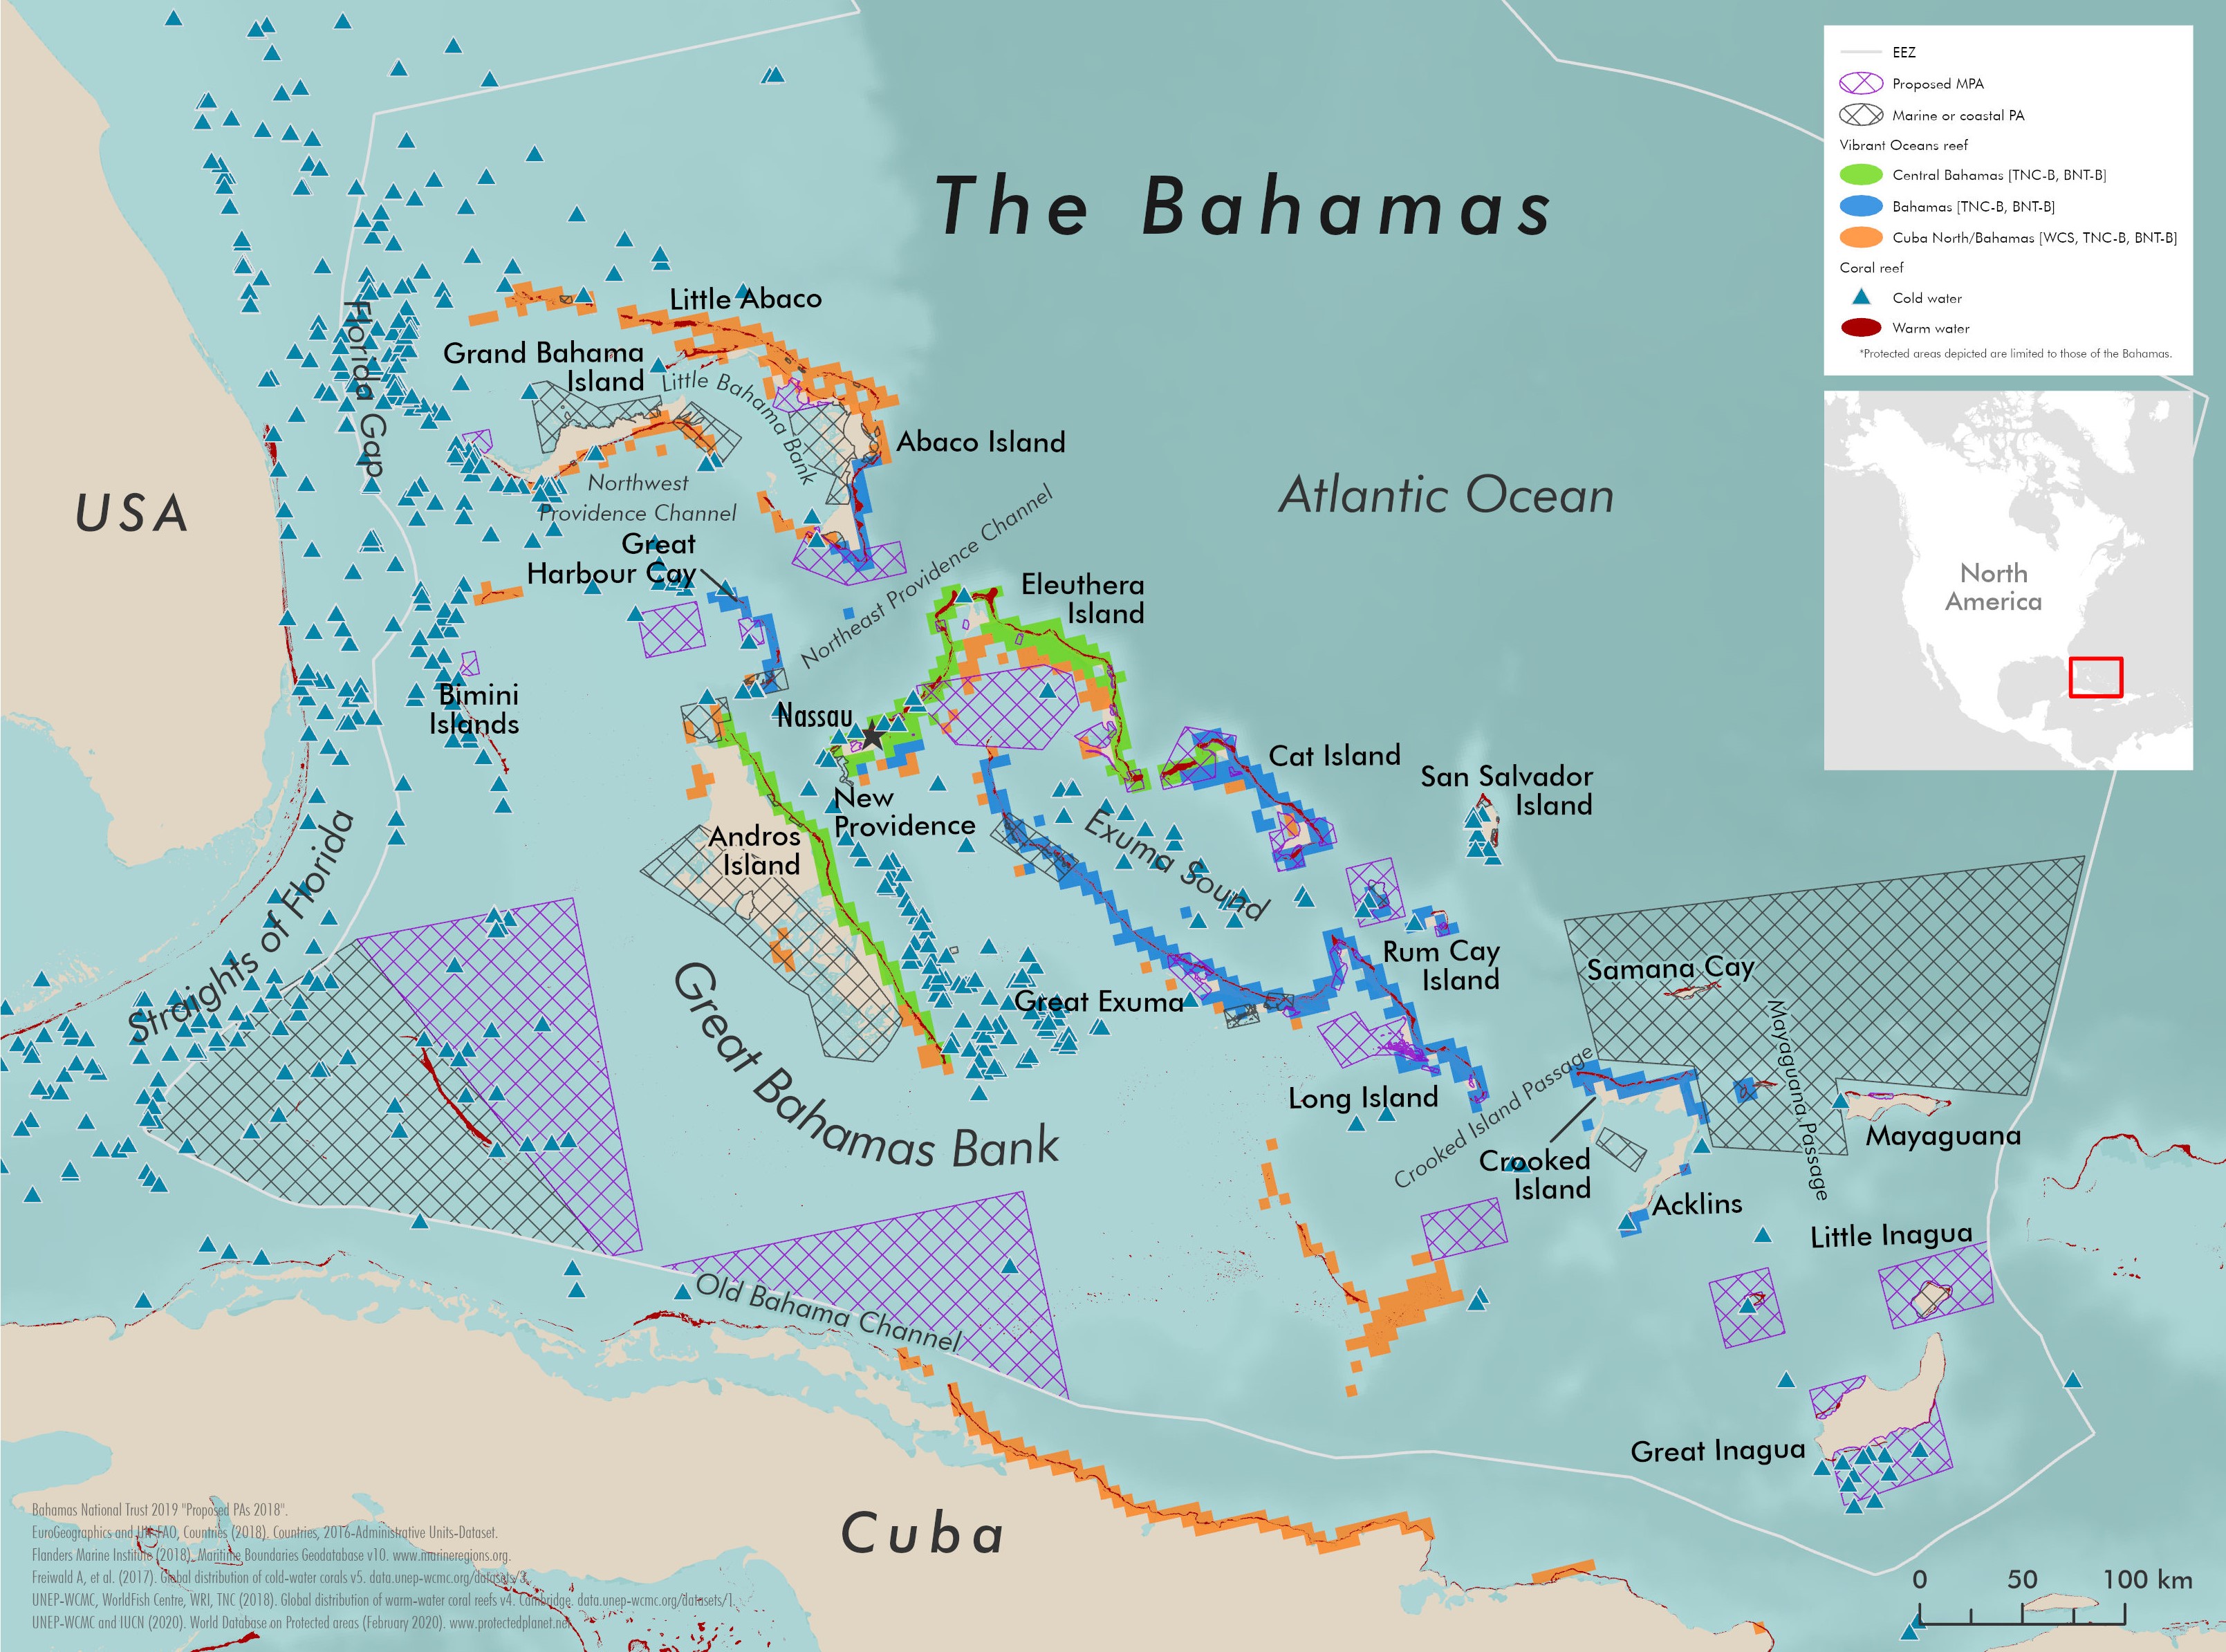 The Bahamas
EEZ
Proposed MPA
Marine or coastal PA
Vibrant Oceans reef
Central Bahamas [TNC-B, BNT-B]
Bahamas [TNC-B, BNT-B]
Cuba North/Bahamas [WCS, TNC-B, BNT-B]
Coral reef
Cold water
Warm water
*Protected areas depicted are limited to those of the Bahamas.
North
America
Little Abaco
Florida Gap
Grand Bahama
Island
Little Bahama Bank
Abaco Island
USA
Atlantic Ocean
Northwest
Providence Channel
Great
Harbour Cay
Northeast Providence Channel
Eleuthera
Island
Bimini
Islands
Nassau
Cat Island
San Salvador
Island
New
Providence
Andros
Island
Exuma Sound
Straights of Florida
Rum Cay
Island
Samana Cay
Great Exuma
Mayaguana Passage
Great Bahamas Bank
Long Island
Crooked Island Passage
Mayaguana
Crooked
Island
Acklins
Little Inagua
Old Bahama Channel
Great Inagua
Cuba
Bahamas National Trust 2019 "Proposed PAs 2018".
EuroGeographics and UN-FAO, Countries (2018). Countries, 2016-Administrative Units-Dataset.
Flanders Marine Institute (2018). Maritime Boundaries Geodatabase v10. www.marineregions.org.
Freiwald A, et al. (2017). Global distribution of cold-water corals v5. data.unep-wcmc.org/datasets/3.
UNEP-WCMC, WorldFish Centre, WRI, TNC (2018). Global distribution of warm-water coral reefs v4. Cambridge. data.unep-wcmc.org/datasets/1
UNEP-WCMC and IUCN (2020). World Database on Protected areas (February 2020). www.protectedplanet.net
0 50 100 km